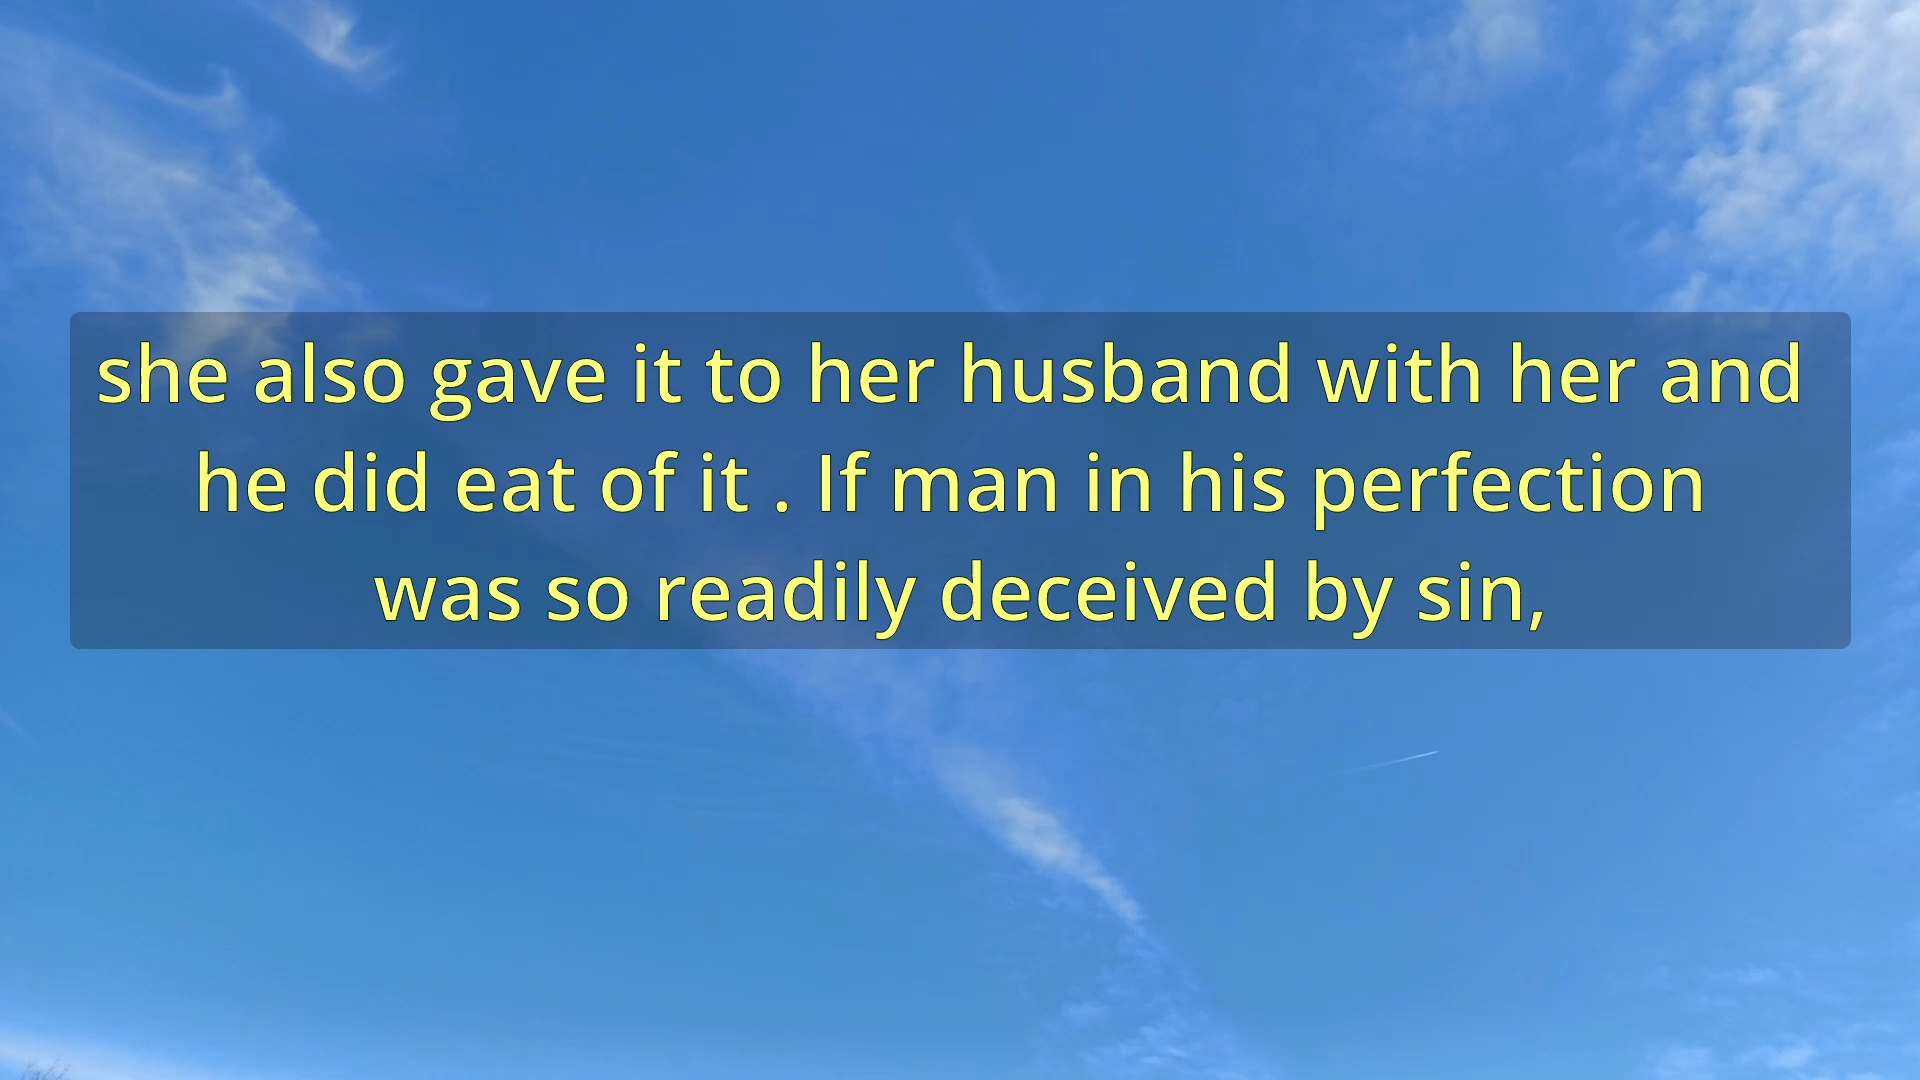 she also gave it to her husband with her and
he did eat of it . If man in his perfection
was so readily deceived by sin,